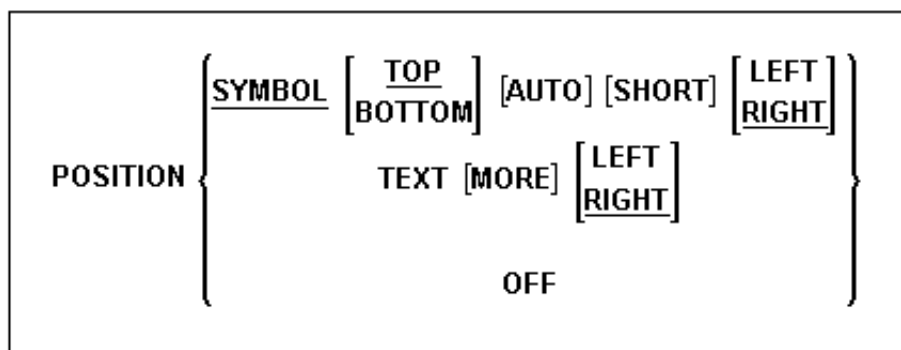 SYMBOL [TOP BOTTOM] [AUTO] [SHORT] [LEFT RIGHT]
POSITION { TEXT [MORE] [LEFT RIGHT] }
OFF